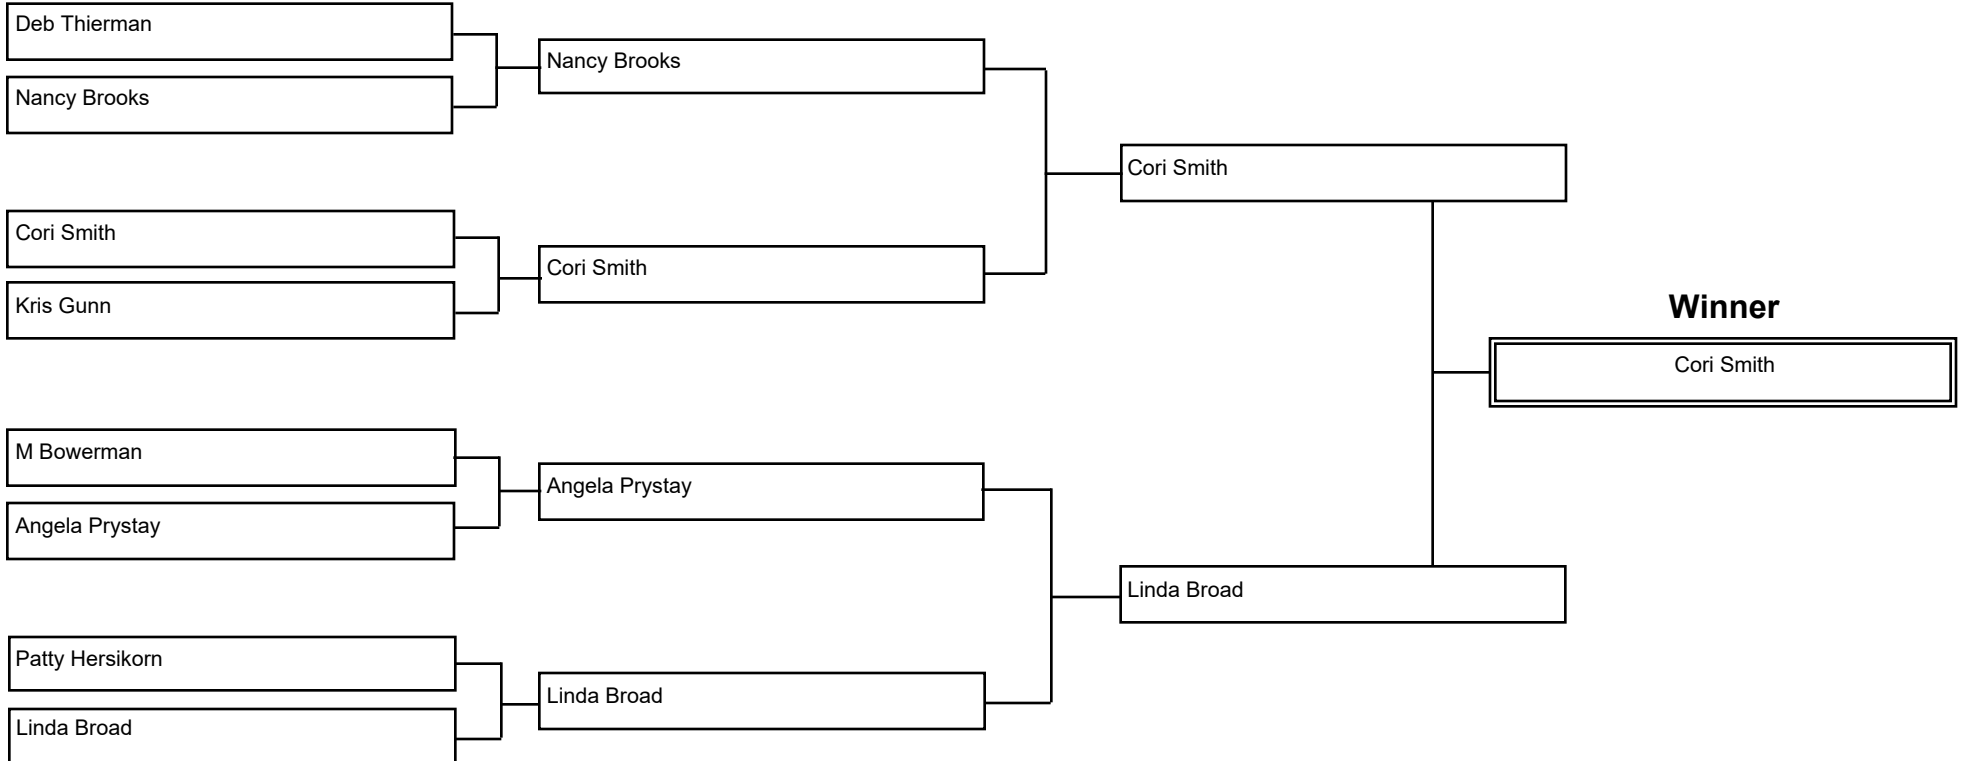 Deb Thierman
Nancy Brooks
Nancy Brooks
Cori Smith
Cori Smith
Kris Gunn
Cori Smith
Winner
Cori Smith
M Bowerman
Angela Prystay
Angela Prystay
Linda Broad
Patty Hersikorn
Linda Broad
Linda Broad